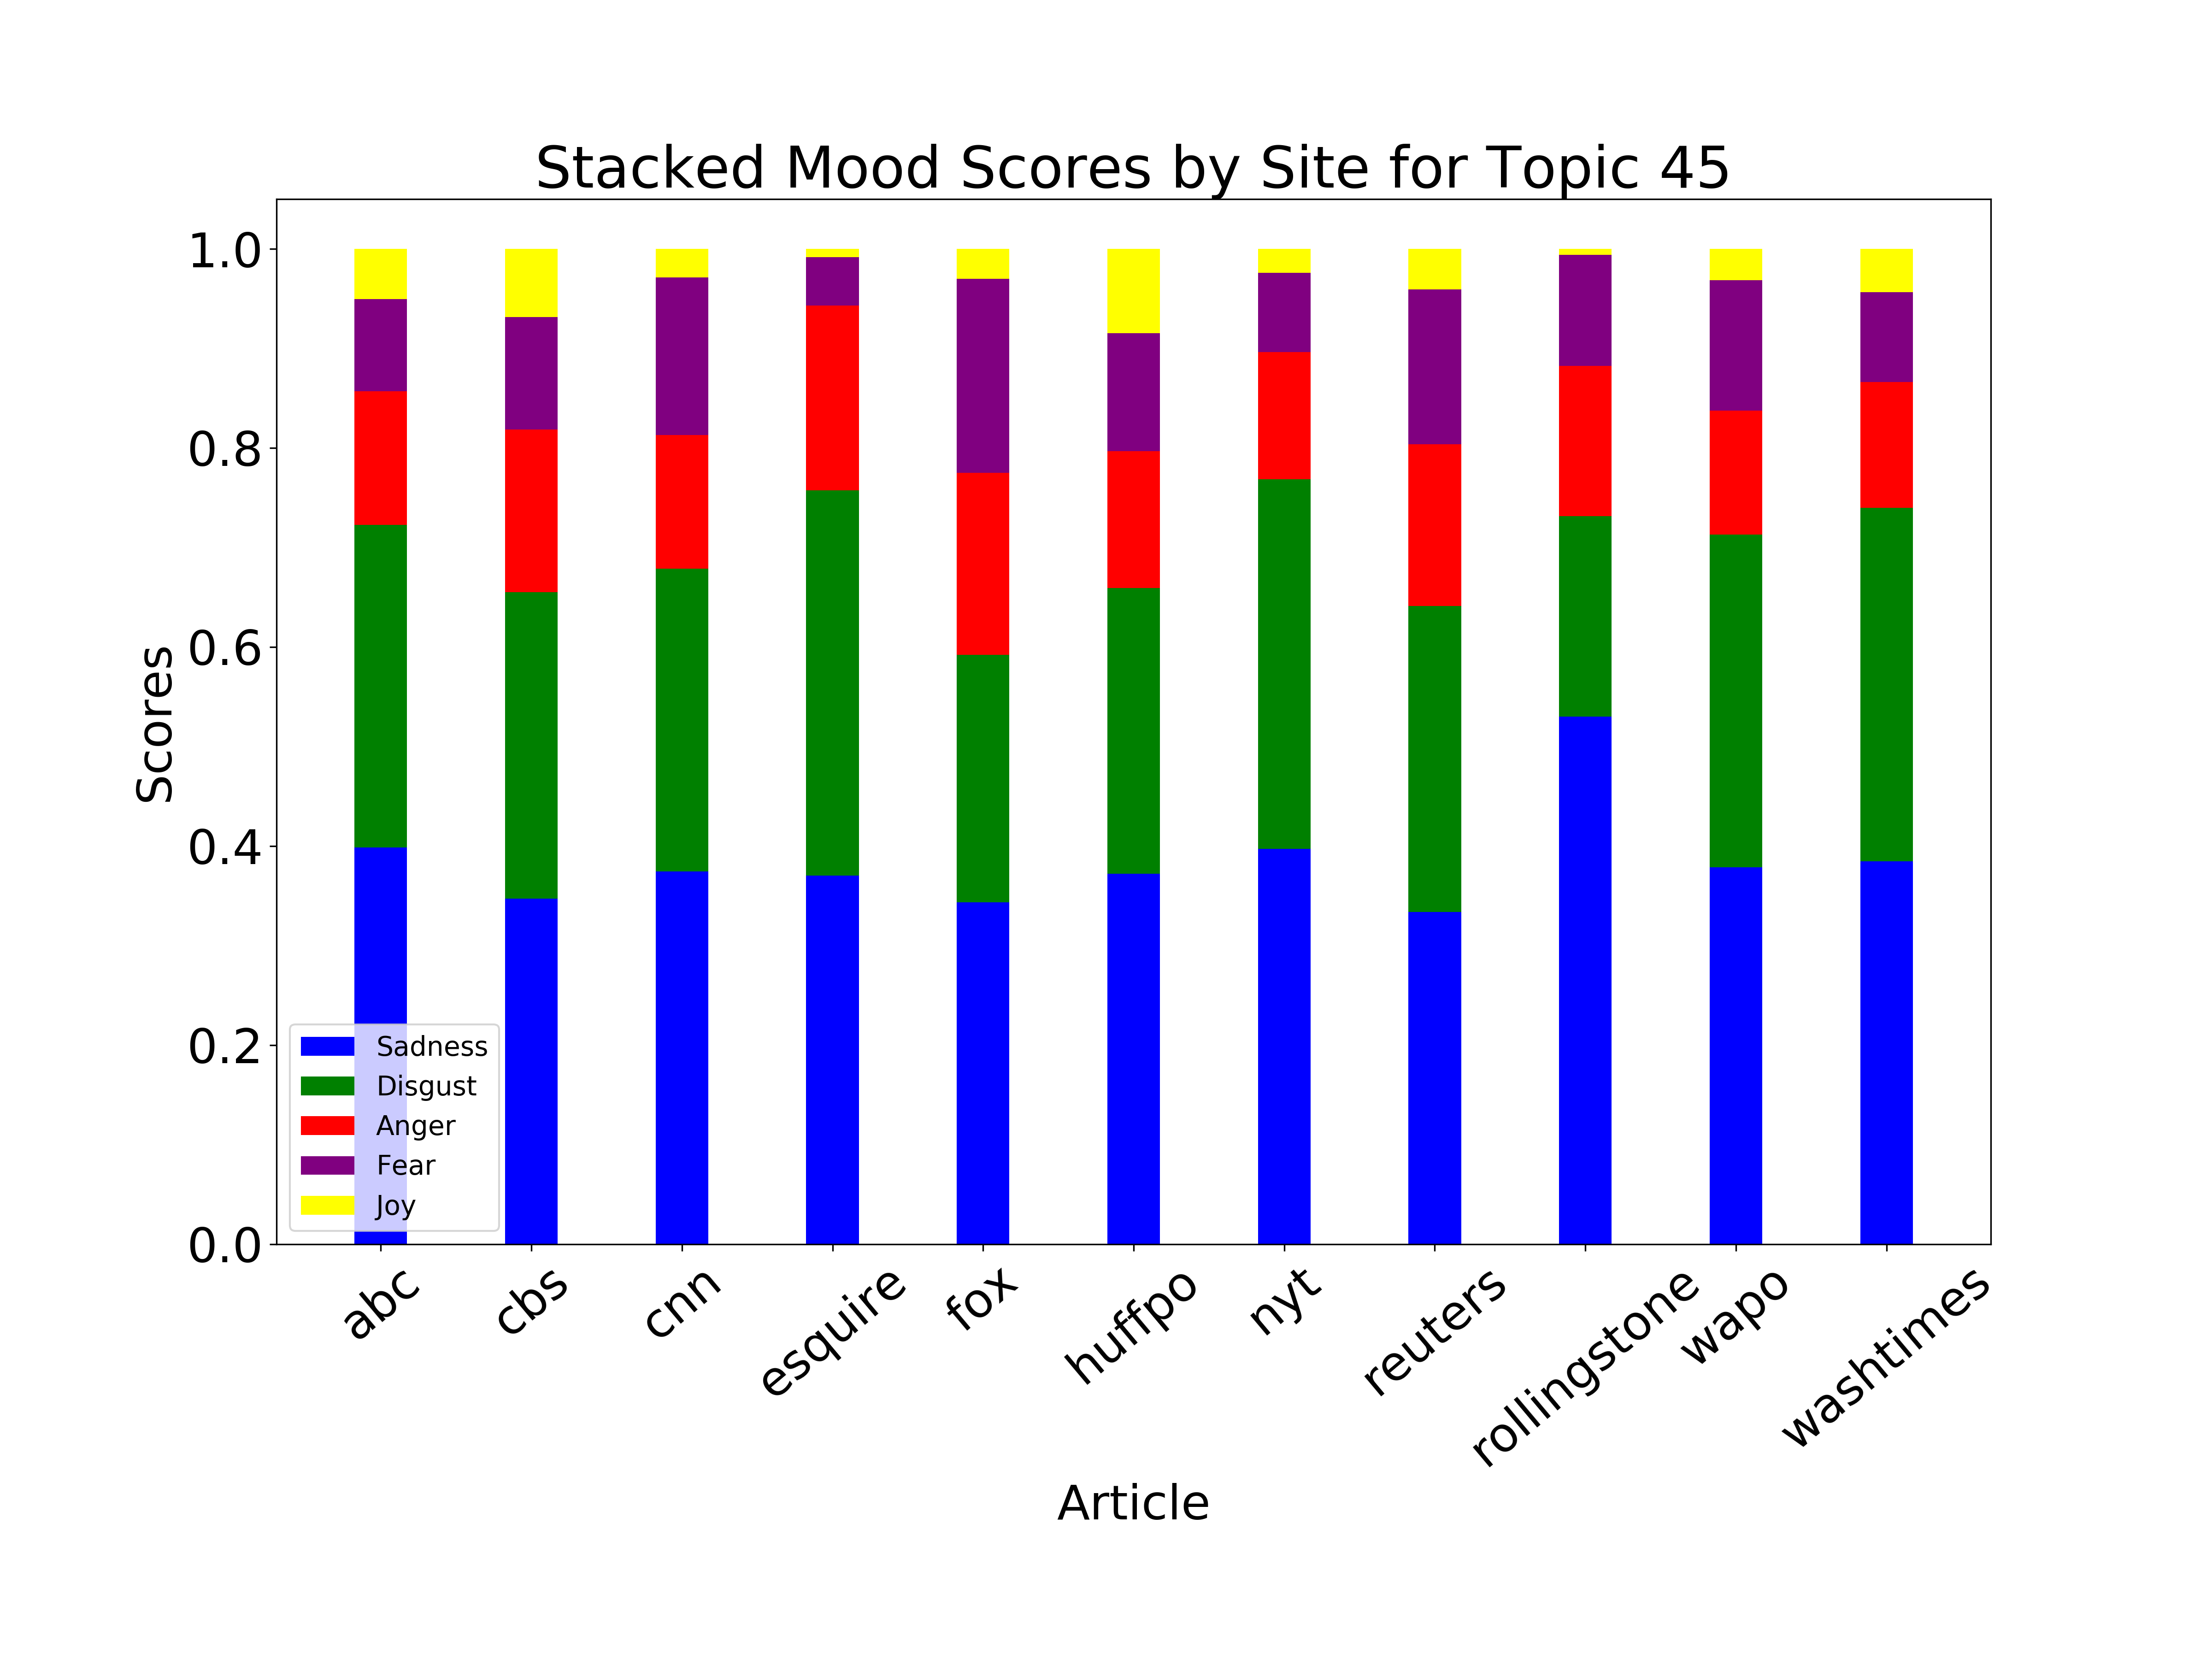 Stacked Mood Scores by Site for Topic 45
1.0
0.8
0.6
0.4
0.2
0.0
Scores
Sadness
Disgust
Anger
Fear
Joy
abc
cbs
cnn
esquire
fox
huffpo
nyt
reuters
rollingstone
wapo
washtimes
Article